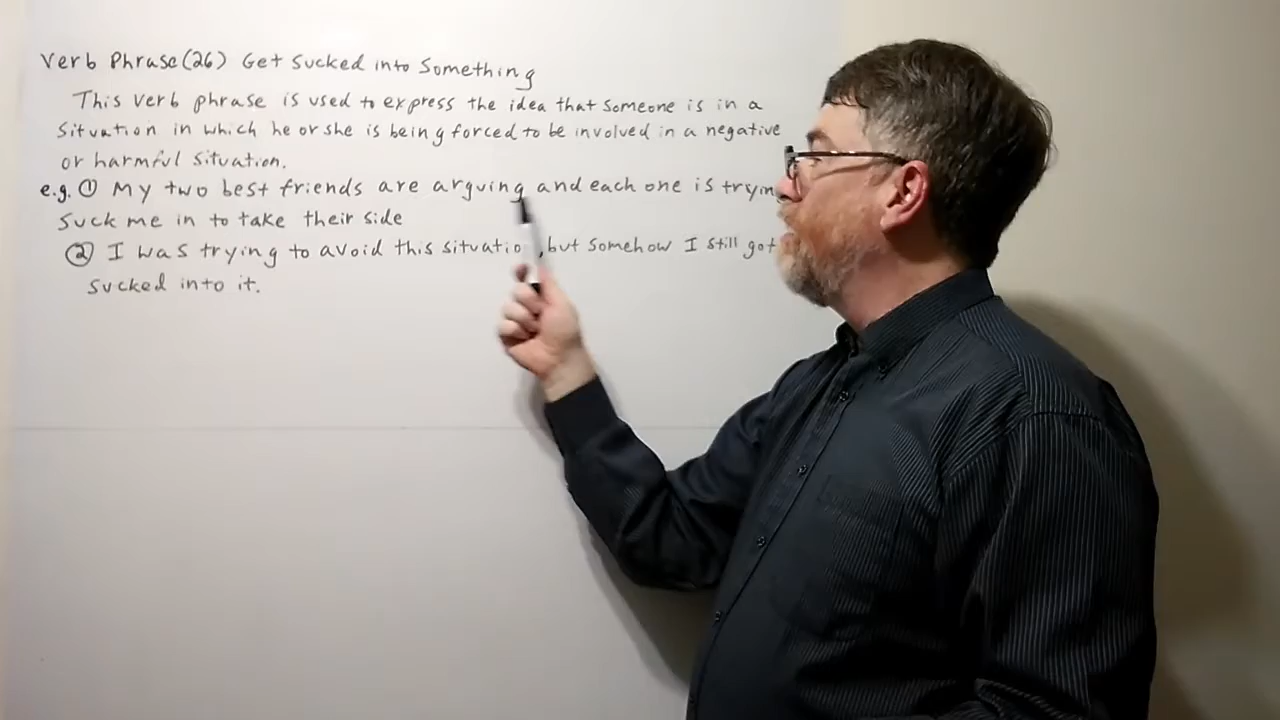 Verb Phrase (26) Get Sucked into Something
This verb phrase is used to express the idea that someone is in a
situation in which he or she is being forced to be involved in a negative
or harmful situation.
e.g. ① My two best friends are arguing and each one is
suck me in to take their side
② I was trying to avoid this situation, but somehow I still got
sucked into it.